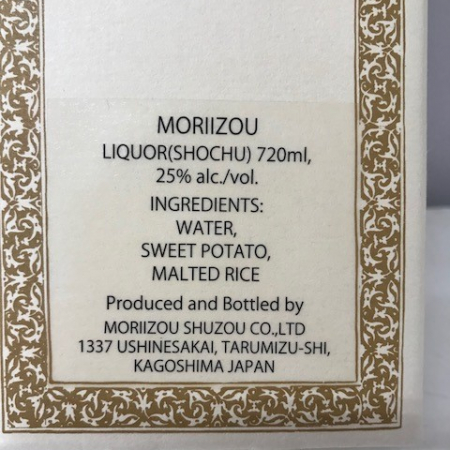 MORIIZOU
LIQUOR(SHOCHU) 720ml,
25% alc./vol.
INGREDIENTS:
WATER,
SWEET POTATO,
MALTED RICE
Produced and Bottled by
MORIIZOU SHUZOU CO.,LTD
1337 USHINESAKAI, TARUMIZU-SHI,
KAGOSHIMA JAPAN